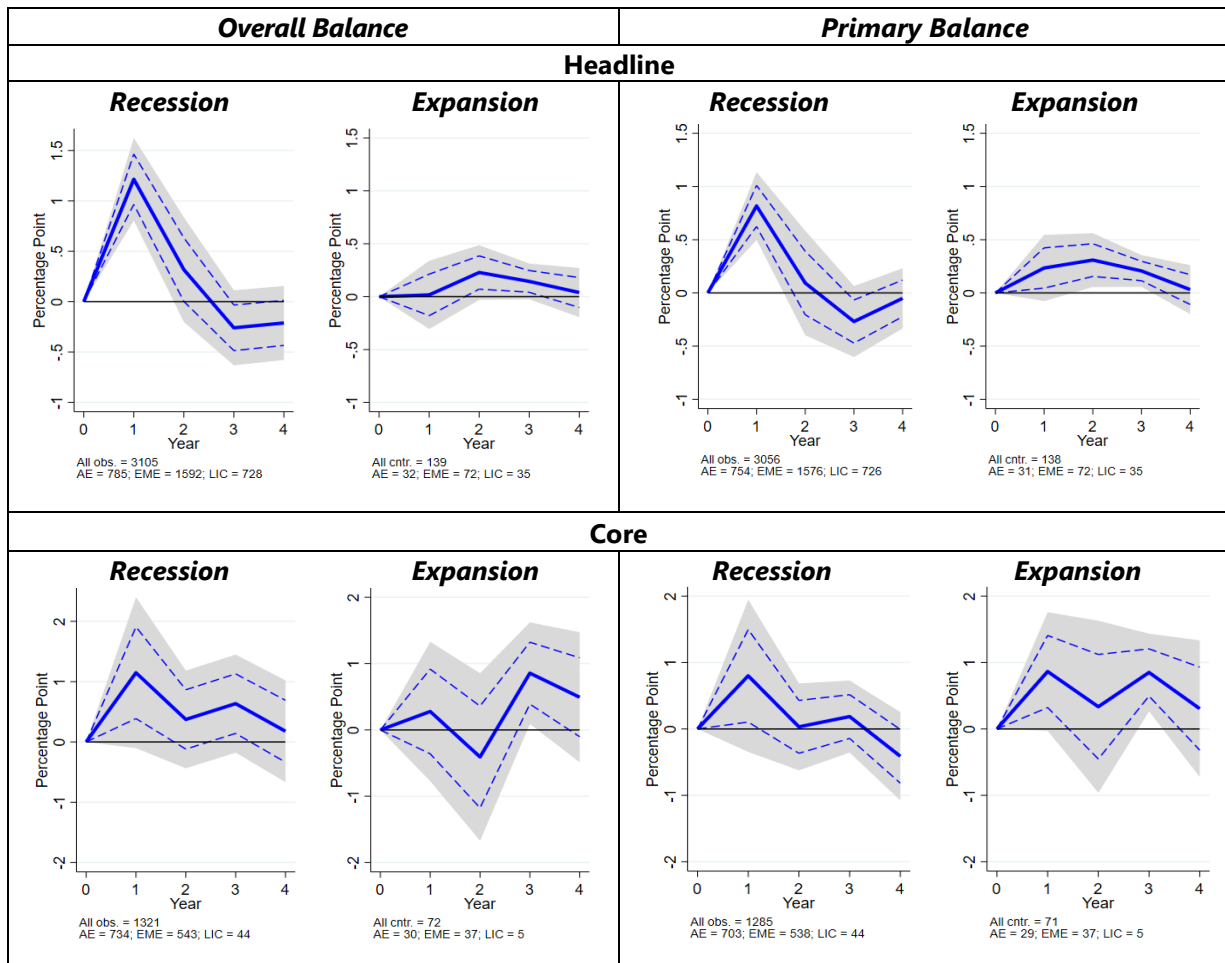 Overall Balance
Primary Balance
Headline
Recession
Expansion
Recession
Expansion
Percentage Point
1.5
1
.5
0
-.5
-1
0 1 2 3 4
Year
All obs. = 3105
AE = 785; EME = 1592; LIC = 728
1.5
1
.5
0
-.5
-1
0 1 2 3 4
Year
All cntr. = 139
AE = 32; EME = 72; LIC = 35
Percentage Point
1.5
1
.5
0
-.5
-1
0 1 2 3 4
Year
All obs. = 3056
AE = 754; EME = 1576; LIC = 726
Percentage Point
1.5
1
.5
0
-.5
-1
0 1 2 3 4
Year
All cntr. = 138
AE = 31; EME = 72; LIC = 35
Core
Recession
Expansion
Recession
Expansion
Percentage Point
2
1
0
-1
-2
0 1 2 3 4
Year
All obs. = 1321
AE = 734; EME = 543; LIC = 44
Percentage Point
2
1
0
-1
-2
0 1 2 3 4
Year
All cntr. = 72
AE = 30; EME = 37; LIC = 5
Percentage Point
2
1
0
-1
-2
0 1 2 3 4
Year
All obs. = 1285
AE = 703; EME = 538; LIC = 44
Percentage Point
2
1
0
-1
-2
0 1 2 3 4
Year
All cntr. = 71
AE = 29; EME = 37; LIC = 5